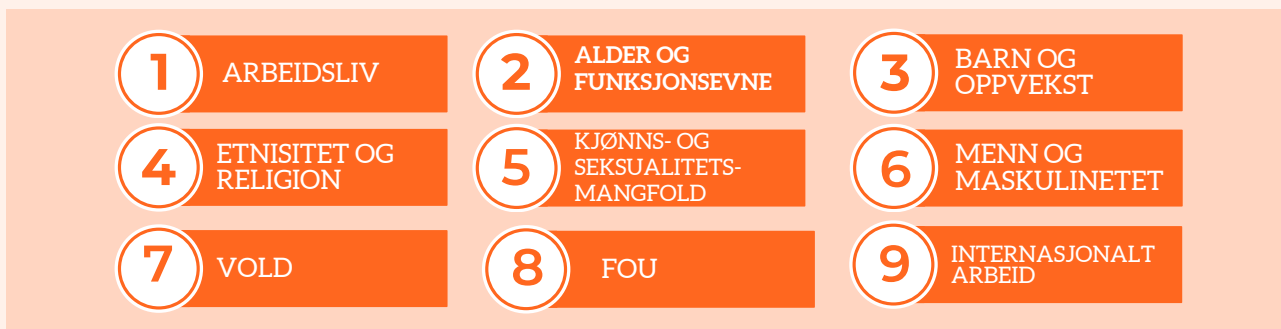 1
ARBEIDSLIV
2
ALDER OG
FUNKSJONSEVNE
3
BARN OG
OPPVEKST
4
ETNISITET OG
RELIGION
5
KJØNNS- OG
SEKSUALITETS-
MANGFOLD
6
MENN OG
MASKULINETET
7
VOLD
8
FOU
9
INTERNASJONALT
ARBEID